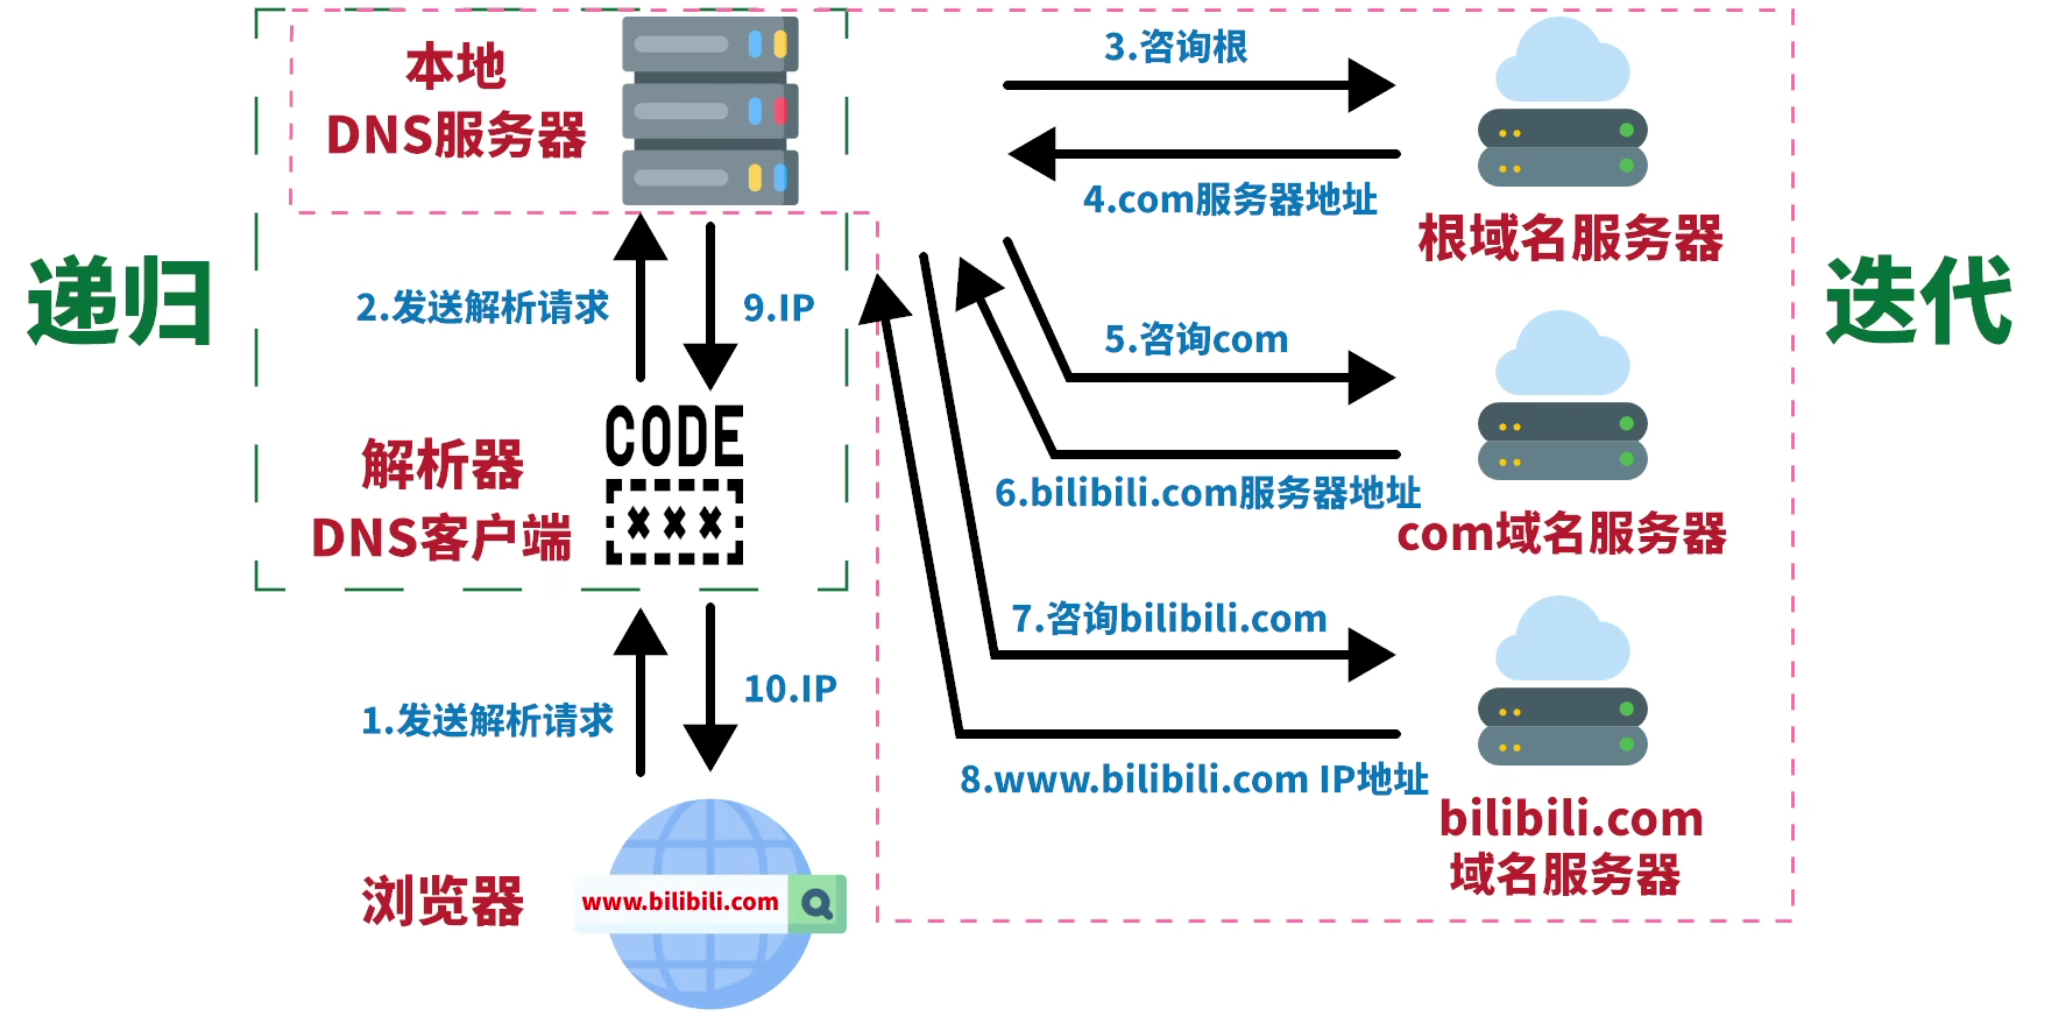 本地
DNS服务器
3.咨询根
4.com服务器地址
根域名服务器
递归
迭代
2.发送解析请求
9.IP
5.咨询com
CODE
解析器
DNS客户端
6.bilibili.com服务器地址
com域名服务器
7.咨询bilibili.com
1.发送解析请求
10.IP
8.www.bilibili.com IP地址
bilibili.com
域名服务器
浏览器
www.bilibili.com